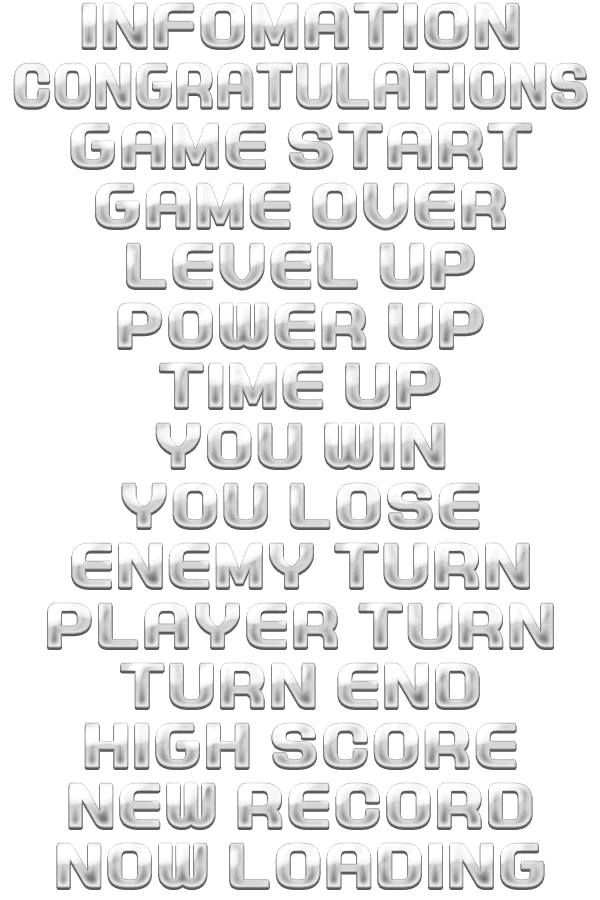 INFOMATION
CONGRATULATIONS
GAME START
GAME OVER
LEVEL UP
POWER UP
TIME UP
YOU WIN
YOU LOSE
ENEMY TURN
PLAYER TURN
TURN END
HIGH SCORE
NEW RECORD
NOW LOADING